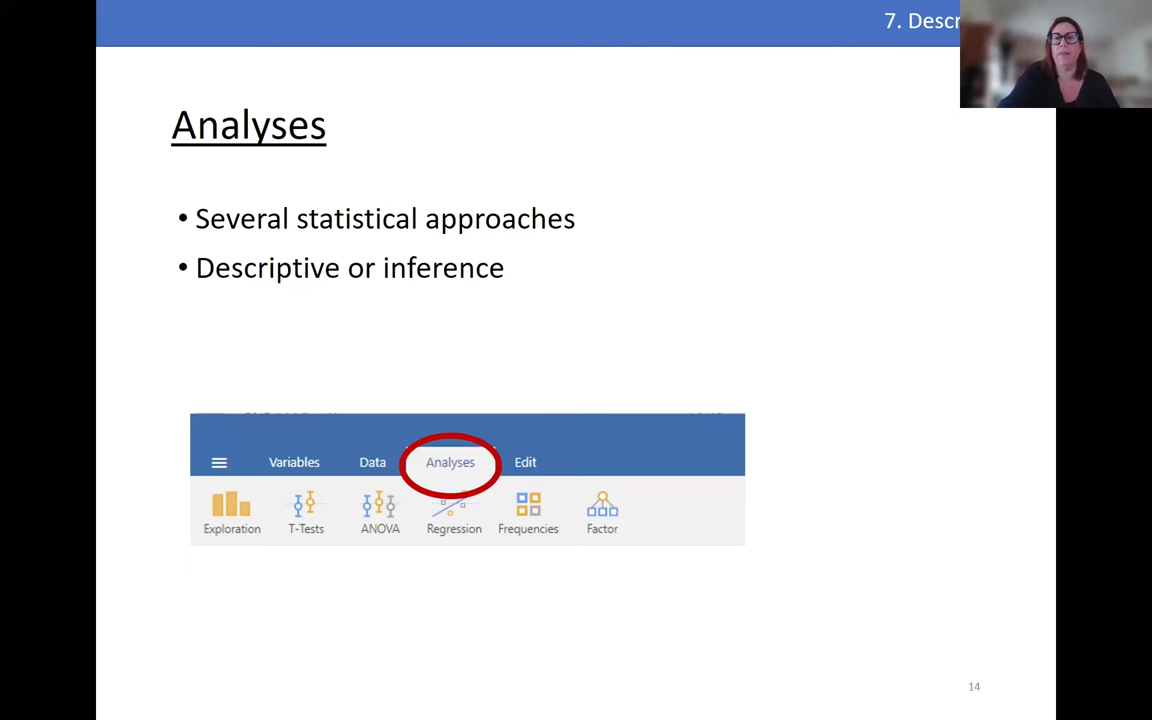 7. Descr
Analyses
• Several statistical approaches
• Descriptive or inference
Variables Data Analyses Edit
Exploration T-Tests ANOVA Regression Frequencies Factor
14